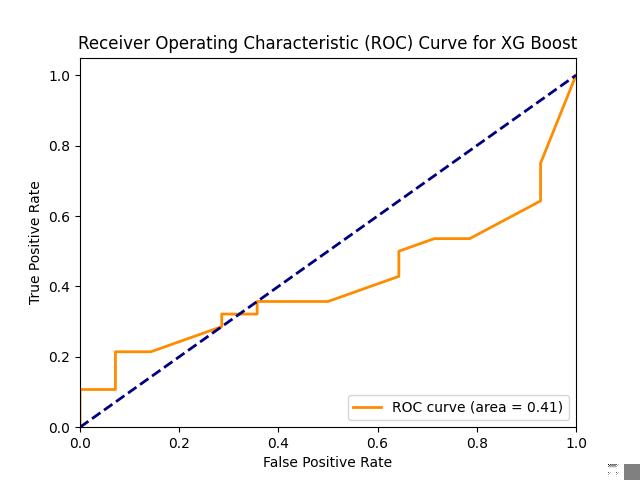 Receiver Operating Characteristic (ROC) Curve for XG Boost
True Positive Rate
1.0
0.8
0.6
0.4
0.2
0.0
ROC curve (area = 0.41)
0.0 0.2 0.4 0.6 0.8 1.0
False Positive Rate